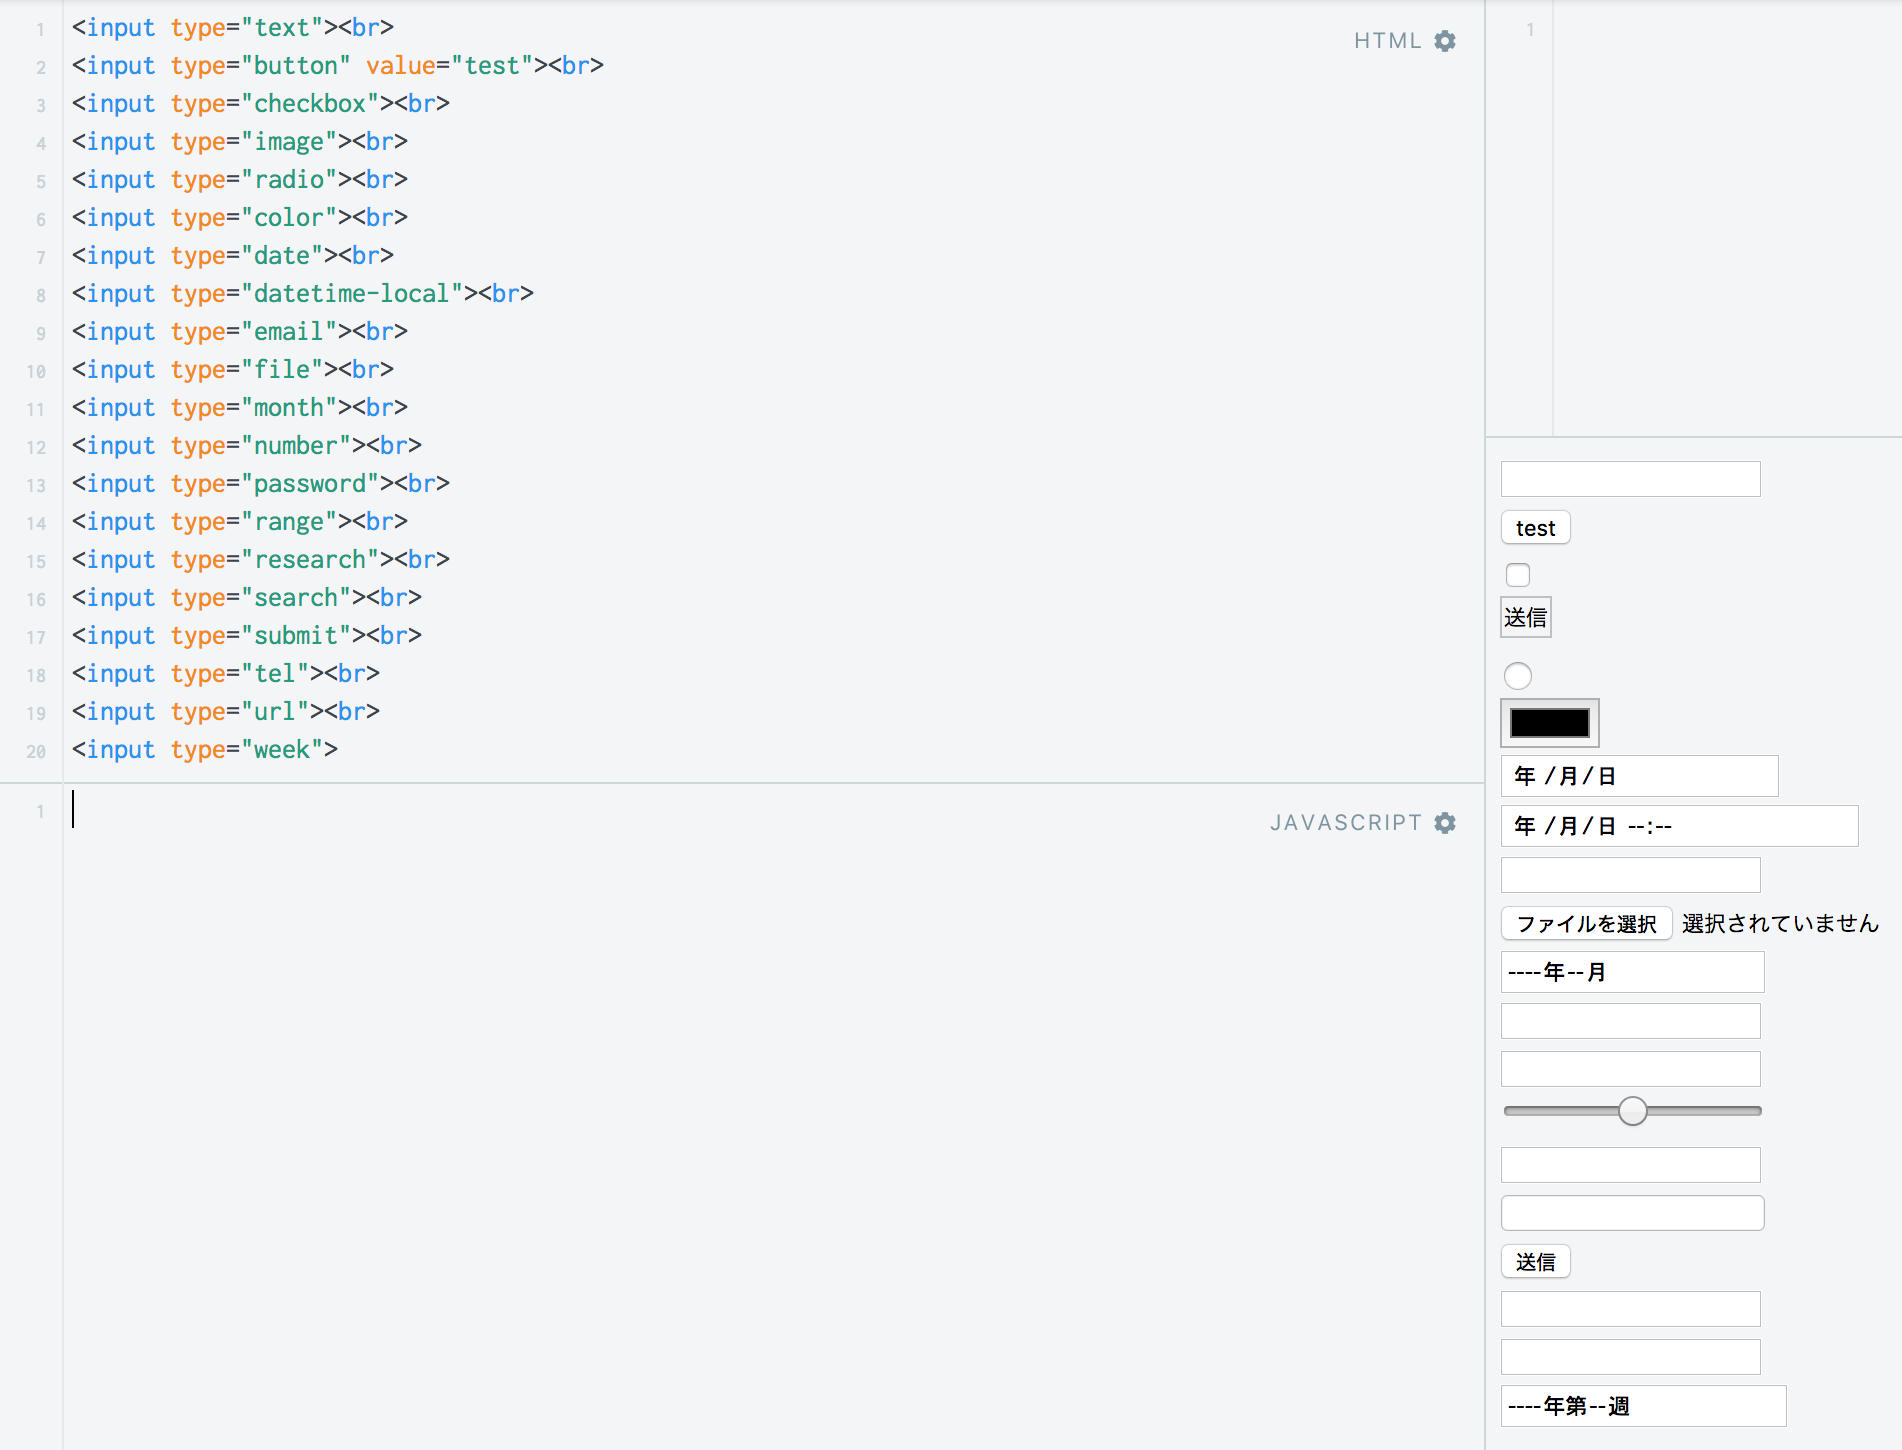 1 <input type="text"><br>
2 <input type="button" value="test"><br>
3 <input type="checkbox"><br>
4 <input type="image"><br>
5 <input type="radio"><br>
6 <input type="color"><br>
7 <input type="date"><br>
8 <input type="datetime-local"><br>
9 <input type="email"><br>
10 <input type="file"><br>
11 <input type="month"><br>
12 <input type="number"><br>
13 <input type="password"><br>
14 <input type="range"><br>
15 <input type="research"><br>
16 <input type="search"><br>
17 <input type="submit"><br>
18 <input type="tel"><br>
19 <input type="url"><br>
20 <input type="week">
HTML
1
JAVASCRIPT
1
test
送信
年 /月/日
年 /月/日 --:--
ファイルを選択 選択されていません
----年--月
送信
----年第--週